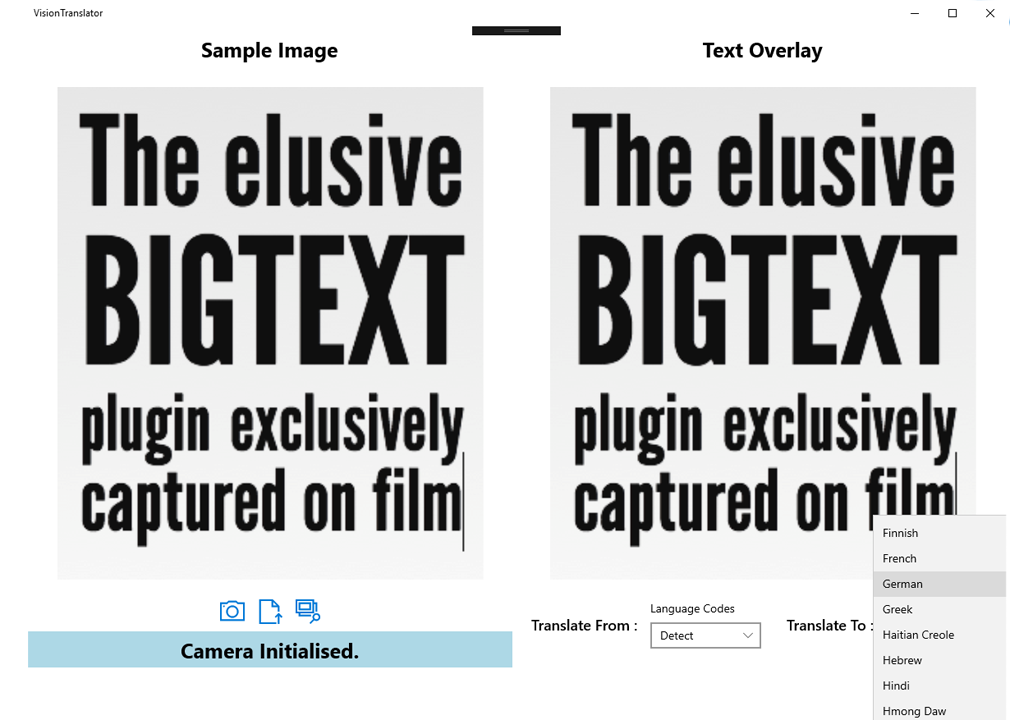 VisionTranslator
Sample Image
Text Overlay
The elusive
BIGTEXT
plugin exclusively
captured on film
The elusive
BIGTEXT
plugin exclusively
captured on film
Finnish
French
German
Greek
Haitian Creole
Hebrew
Hindi
Hmong Daw
Language Codes
Translate From :
Detect
Translate To :
Camera Initialised.